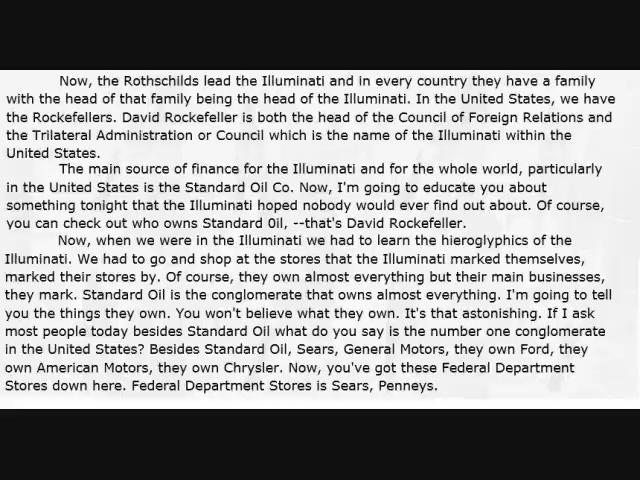 Now, the Rothschilds lead the Illuminati and in every country they have a family
with the head of that family being the head of the Illuminati. In the United States, we have
the Rockefellers. David Rockefeller is both the head of the Council of Foreign Relations and
the Trilateral Administration or Council which is the name of the Illuminati within the
United States.
The main source of finance for the Illuminati and for the whole world, particularly
in the United States is the Standard Oil Co. Now, I'm going to educate you about
something tonight that the Illuminati hoped nobody would ever find out about. Of course,
you can check out who owns Standard 0il, --that's David Rockefeller.
Now, when we were in the Illuminati we had to learn the hieroglyphics of the
Illuminati. We had to go and shop at the stores that the Illuminati marked themselves,
marked their stores by. Of course, they own almost everything but their main businesses,
they mark. Standard Oil is the conglomerate that owns almost everything. I'm going to tell
you the things they own. You won't believe what they own. It's that astonishing. If I ask
most people today besides Standard Oil what do you say is the number one conglomerate
in the United States? Besides Standard Oil, Sears, General Motors, they own Ford, they
own American Motors, they own Chrysler. Now, you've got these Federal Department
Stores down here. Federal Department Stores is Sears, Penneys.